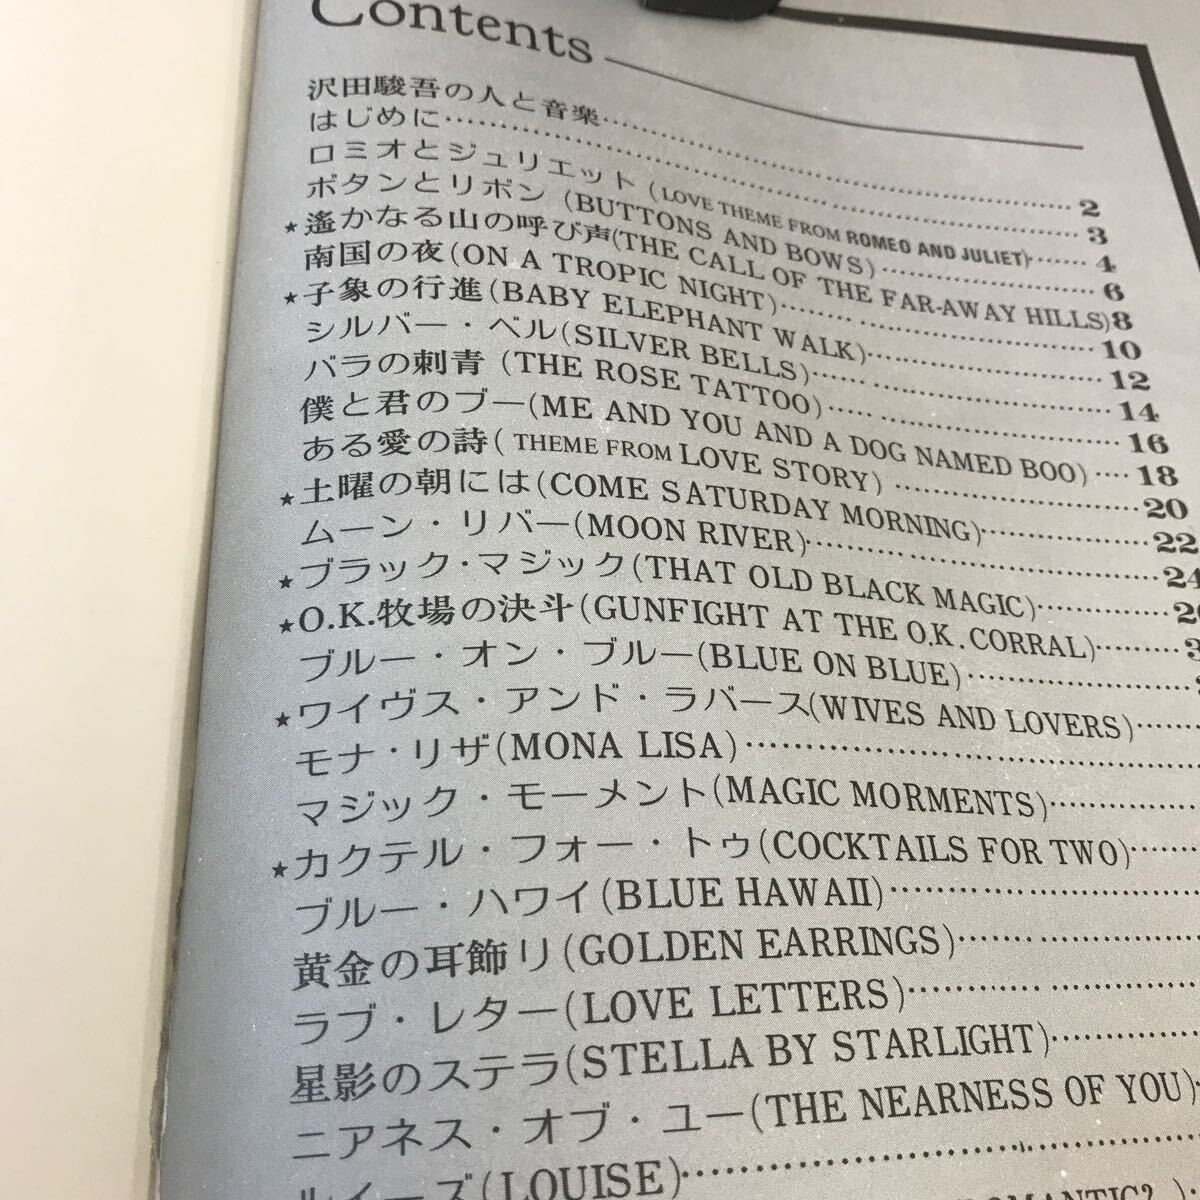 Contents
沢田駿吾の人と音楽 2
はじめに 3
ロミオとジュリエット (LOVE THEME FROM ROMEO AND JULIET) 4
ボタンとリボン (BUTTONS AND BOWS) 6
★遙かなる山の呼び声(THE CALL OF THE FAR-AWAY HILLS)8
南国の夜(ON A TROPIC NIGHT) 10
★子象の行進(BABY ELEPHANT WALK) 12
シルバー・ベル(SILVER BELLS) 14
バラの刺青 (THE ROSE TATTOO) 16
僕と君のブー(ME AND YOU AND A DOG NAMED BOO) 18
ある愛の詩( THEME FROM LOVE STORY) 20
★土曜の朝には(COME SATURDAY MORNING) 22
ムーン・リバー(MOON RIVER) 24
★ブラック・マジック(THAT OLD BLACK MAGIC)
★O.K.牧場の決斗(GUNFIGHT AT THE O.K. CORRAL)
ブルー・オン・ブルー(BLUE ON BLUE)
★ワイヴス・アンド・ラバース(WIVES AND LOVERS)
モナ・リザ(MONA LISA)
マジック・モーメント(MAGIC MORMENTS)
★カクテル・フォー・トゥ(COCKTAILS FOR TWO)
ブルー・ハワイ(BLUE HAWAII)
黄金の耳飾り(GOLDEN EARRINGS)
ラブ・レター(LOVE LETTERS)
星影のステラ(STELLA BY STARLIGHT)
ニアネス・オブ・ユー(THE NEARNESS OF YOU)
ルイーズ(LOUISE)